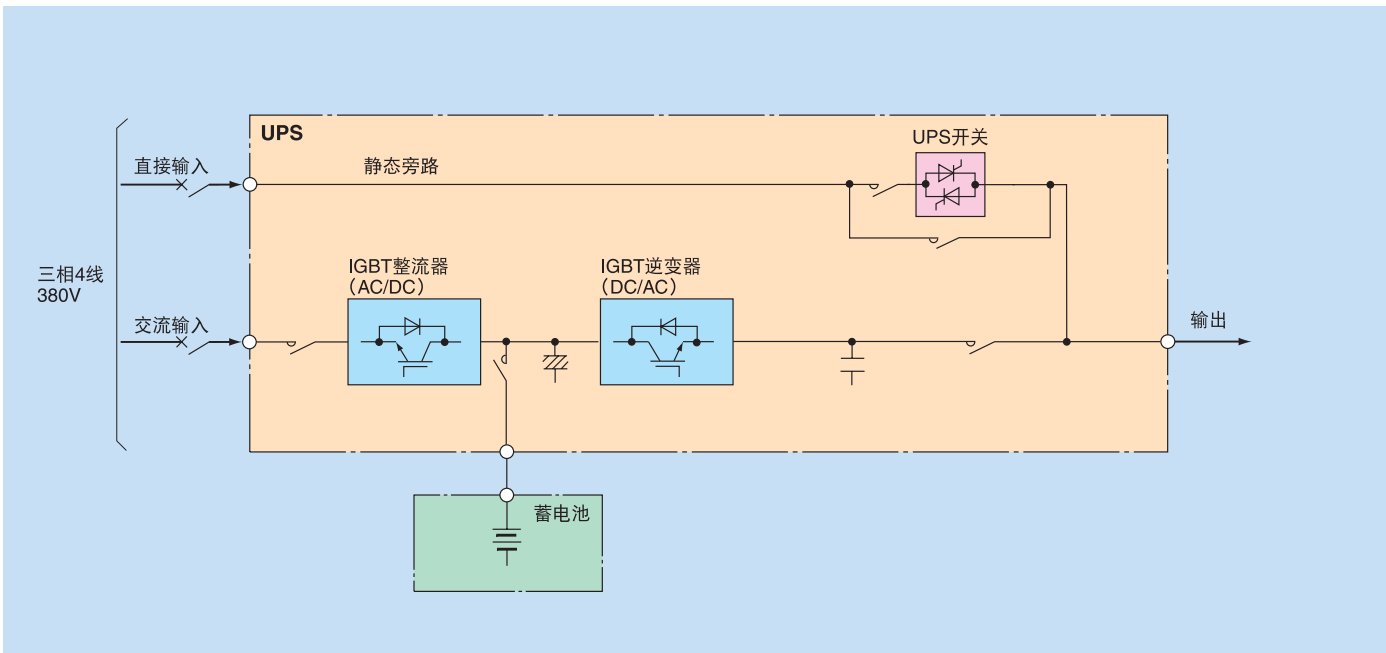 UPS
UPS开关
直接输入
静态旁路
三相4线
380V
IGBT整流器
(AC/DC)
IGBT逆变器
(DC/AC)
交流输入
输出
蓄电池